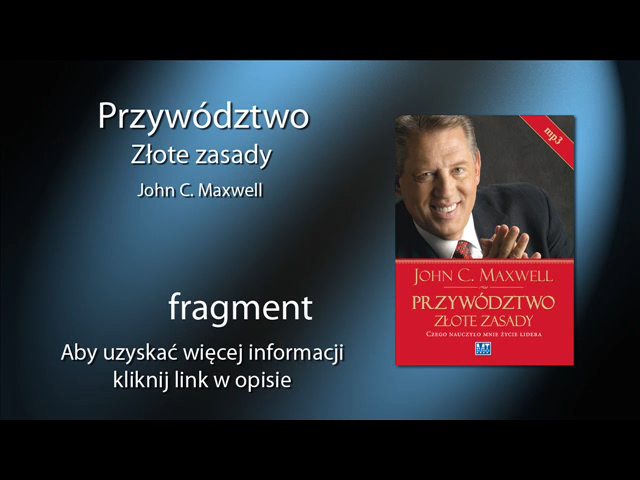 Przywództwo
Złote zasady
John C. Maxwell
fragment
Aby uzyskać więcej informacji
kliknij link w opisie
mp3
JOHN C. MAXWELL
PRZYWÓDZTWO
ZŁOTE ZASADY
CZEGO NAUCZYŁO MNIE ŻYCIE LIDERA